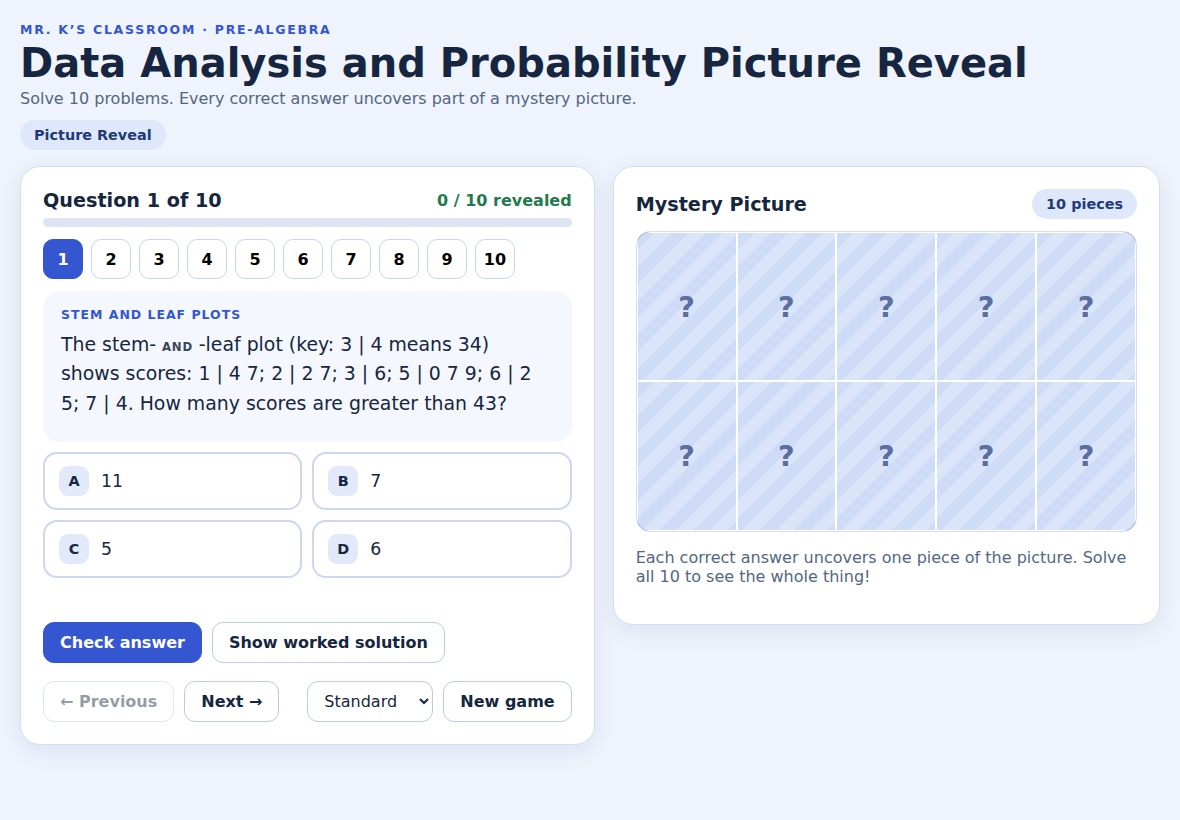 MR. K’S CLASSROOM · PRE-ALGEBRA
Data Analysis and Probability Picture Reveal
Solve 10 problems. Every correct answer uncovers part of a mystery picture.
Picture Reveal
Question 1 of 10
0 / 10 revealed
1 2 3 4 5 6 7 8 9 10
STEM AND LEAF PLOTS
The stem- AND -leaf plot (key: 3 | 4 means 34)
shows scores: 1 | 4 7; 2 | 2 7; 3 | 6; 5 | 0 7 9; 6 | 2
5; 7 | 4. How many scores are greater than 43?
A 11
B 7
C 5
D 6
Check answer
Show worked solution
← Previous
Next →
Standard
New game
Mystery Picture
10 pieces
? ? ? ? ?
? ? ? ? ?
Each correct answer uncovers one piece of the picture. Solve
all 10 to see the whole thing!